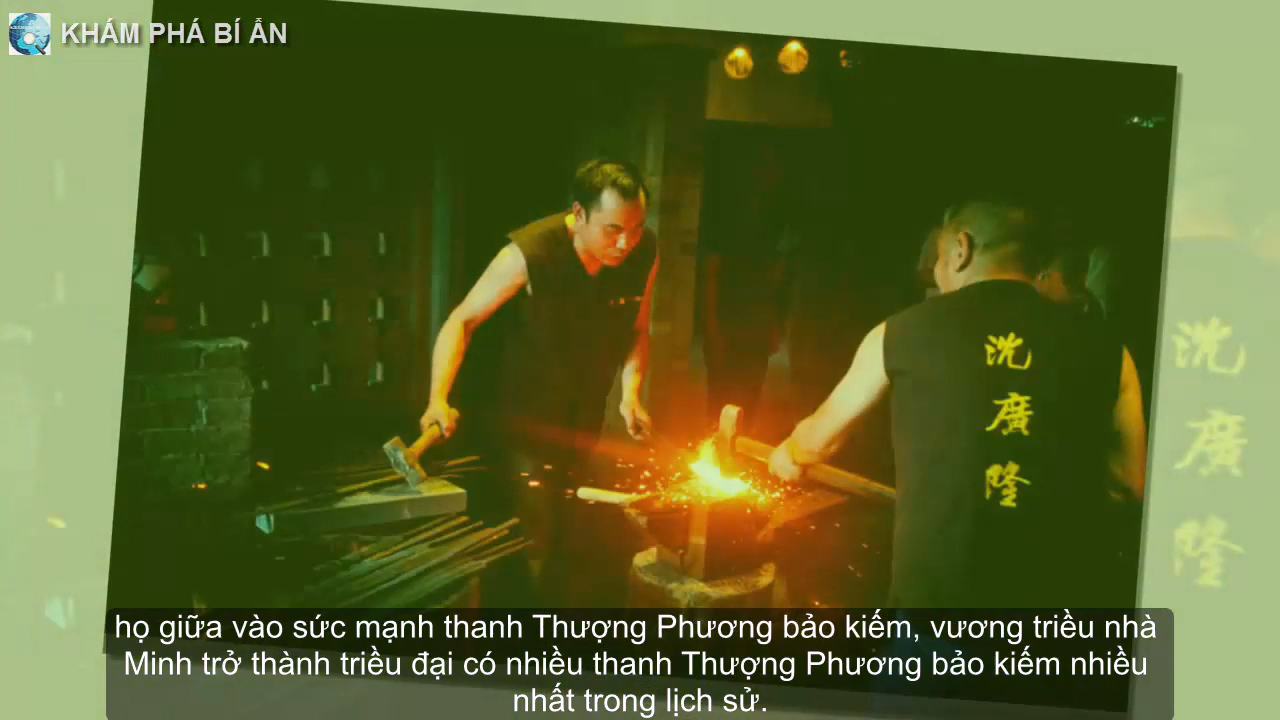 KHÁM PHÁ BÍ ẨN
沈
廣
隆
沈
廣
隆
họ giữa vào sức mạnh thanh Thượng Phương bảo kiếm, vương triều nhà
Minh trở thành triều đại có nhiều thanh Thượng Phương bảo kiếm nhiều
nhất trong lịch sử.